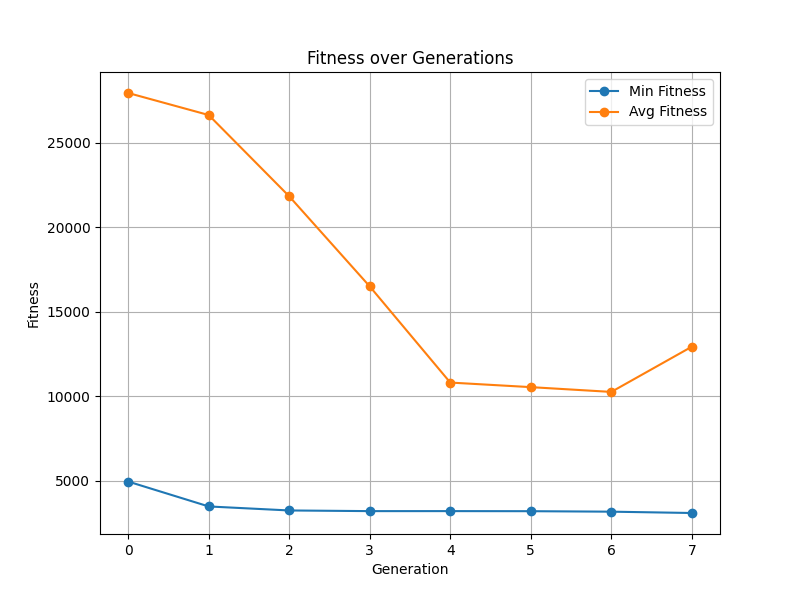 Fitness over Generations
Min Fitness
Avg Fitness
25000
20000
15000
10000
5000
Fitness
0 1 2 3 4 5 6 7
Generation